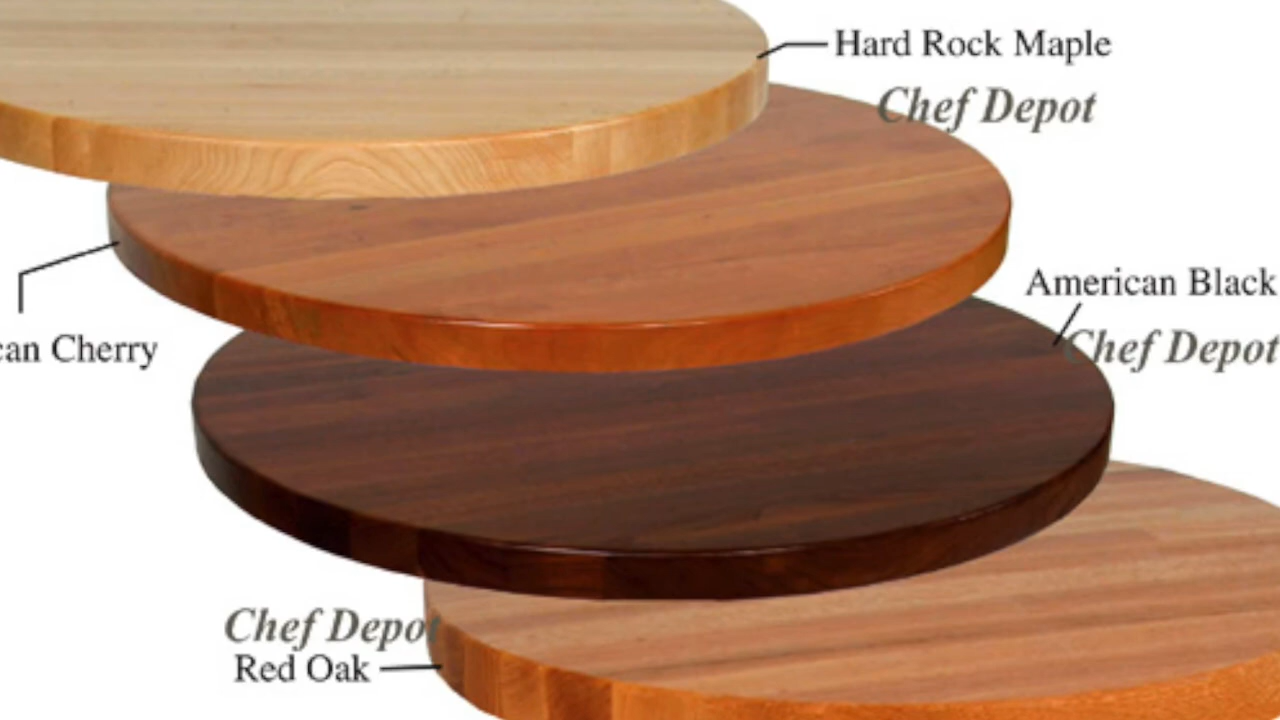 Hard Rock Maple
Chef Depot
American Black
Chef Depot
can Cherry
Chef Depot
Red Oak